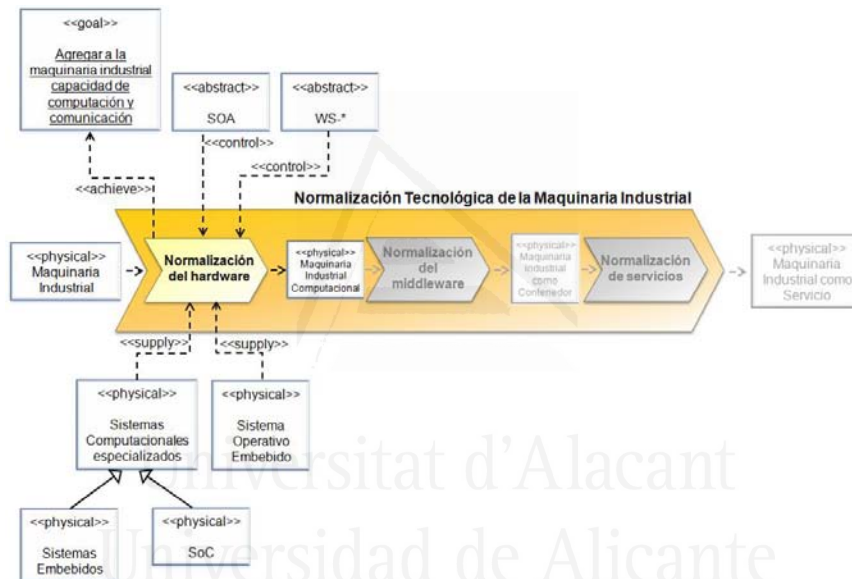 <<goal>>
Agregar a la
maquinaria industrial
capacidad de
computación y
comunicación
<<abstract>>
SOA
<<abstract>>
WS-*
<<control>>
<<control>>
<<achieve>>
Normalización Tecnológica de la Maquinaria Industrial
<<physical>>
Maquinaria
Industrial
Normalización
del hardware
<<physical>>
Maquinaria
Industrial
Computacional
Normalización
del
middleware
<<physical>>
Maquinaria
Industrial
como
Contenedor
Normalización
de servicios
<<physical>>
Maquinaria
Industrial como
Servicio
<<supply>>
<<supply>>
<<physical>>
Sistemas
Computacionales
especializados
<<physical>>
Sistema
Operativo
Embebido
<<physical>>
Sistemas
Embebidos
<<physical>>
SoC
Universitat d'Alacant
Universidad de Alicante